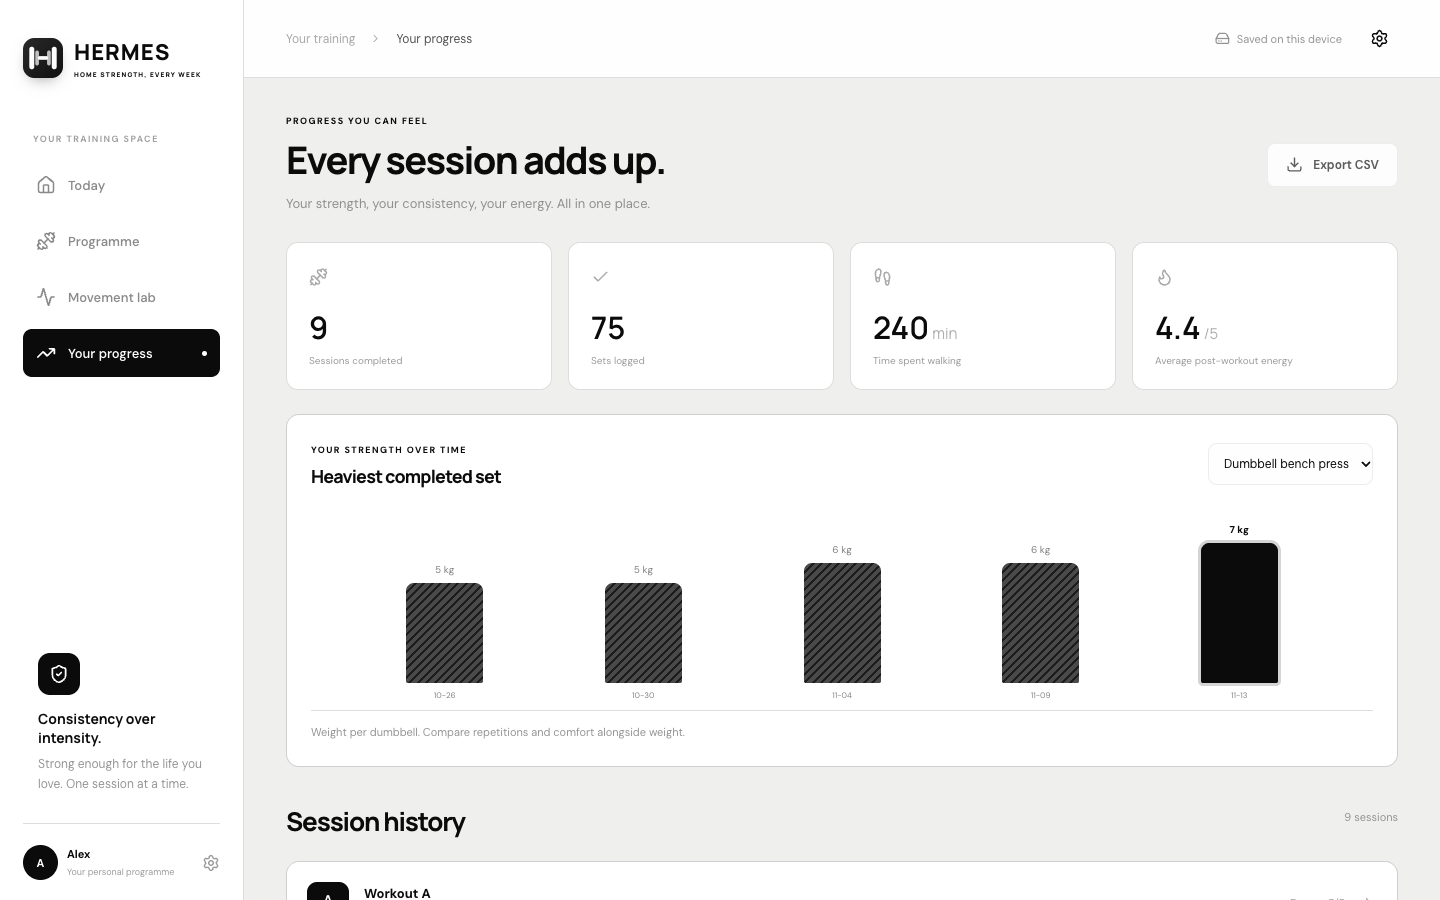 HERMES
HOME STRENGTH, EVERY WEEK
YOUR TRAINING SPACE
Today
Programme
Movement lab
Your progress
Consistency over
intensity.
Strong enough for the life you
love. One session at a time.
A
Alex
Your personal programme
Your training
Your progress
Saved on this device
PROGRESS YOU CAN FEEL
Every session adds up.
Your strength, your consistency, your energy. All in one place.
Export CSV
9
Sessions completed
75
Sets logged
240 min
Time spent walking
4.4 /5
Average post-workout energy
YOUR STRENGTH OVER TIME
Heaviest completed set
Dumbbell bench press
5 kg
5 kg
6 kg
6 kg
7 kg
10-26
10-30
11-04
11-09
11-13
Weight per dumbbell. Compare repetitions and comfort alongside weight.
Session history
9 sessions
Workout A